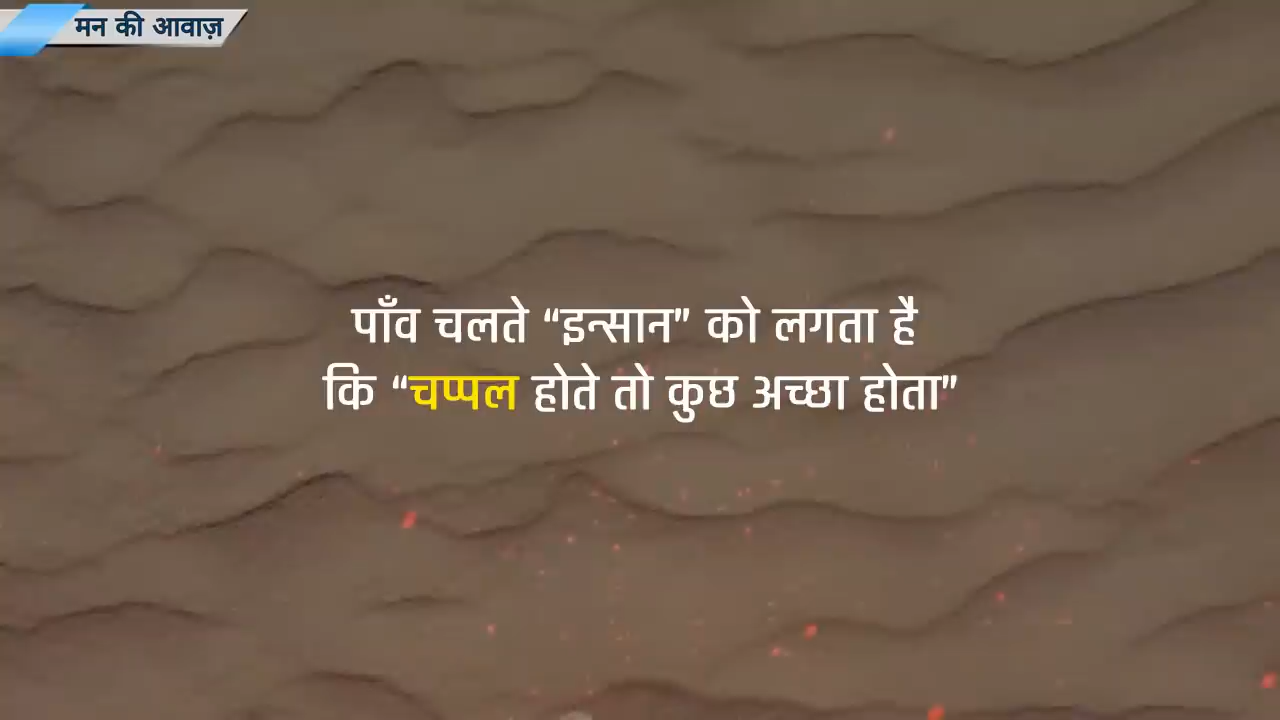 मन की आवाज़
पाँव चलते “इन्सान” को लगता है
कि “चप्पल होते तो कुछ अच्छा होता”